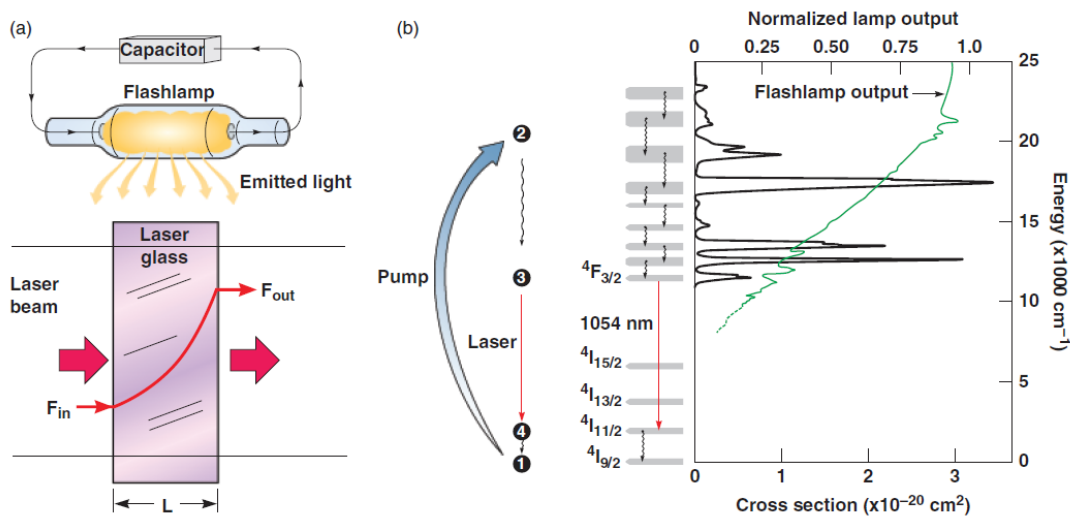 (a)
Capacitor
Flashlamp
Emitted light
Laser
glass
Laser
beam
F_out
F_in
L
(b)
2
Pump
3
Laser
4
1
⁴F₃/₂
1054 nm
⁴I₁₅/₂
⁴I₁₃/₂
⁴I₁₁/₂
⁴I₉/₂
Normalized lamp output
0 0.25 0.50 0.75 1.0
Flashlamp output
25
20
15
10
5
0
Energy (x1000 cm⁻¹)
0 1 2 3
Cross section (x10⁻²⁰ cm²)